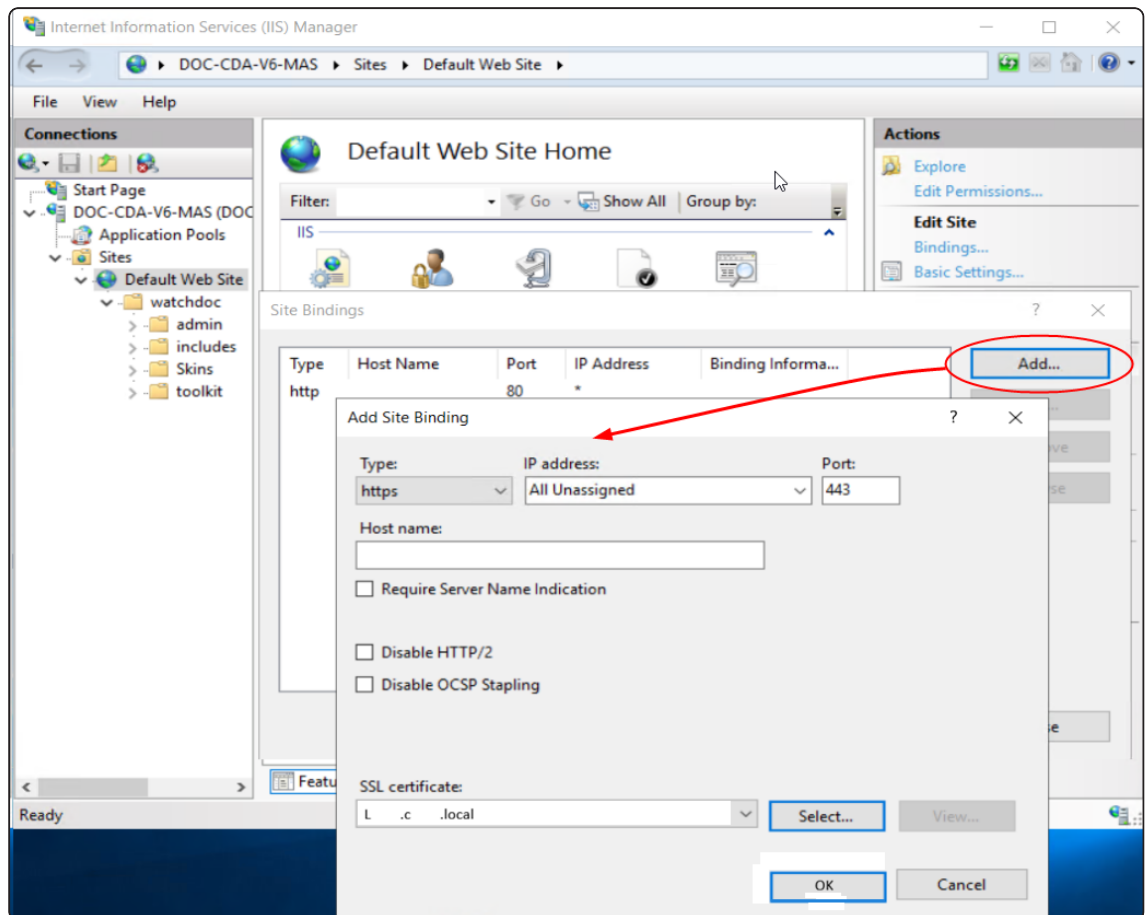 Internet Information Services (IIS) Manager
DOC-CDA-V6-MAS Sites Default Web Site
File View Help
Connections
Start Page
DOC-CDA-V6-MAS (DOC
Application Pools
Sites
Default Web Site
watchdoc
admin
includes
Skins
toolkit
Ready
Default Web Site Home
Filter: Go Show All Group by:
IIS
Actions
Explore
Edit Permissions...
Edit Site
Bindings...
Basic Settings...
Site Bindings ?
Type Host Name Port IP Address Binding Informa...
http 80 *
Add...
...
ve
se
e
Featu
Add Site Binding ?
Type: IP address: Port:
https All Unassigned 443
Host name:
Require Server Name Indication
Disable HTTP/2
Disable OCSP Stapling
SSL certificate:
L .c .local
Select... View...
OK Cancel